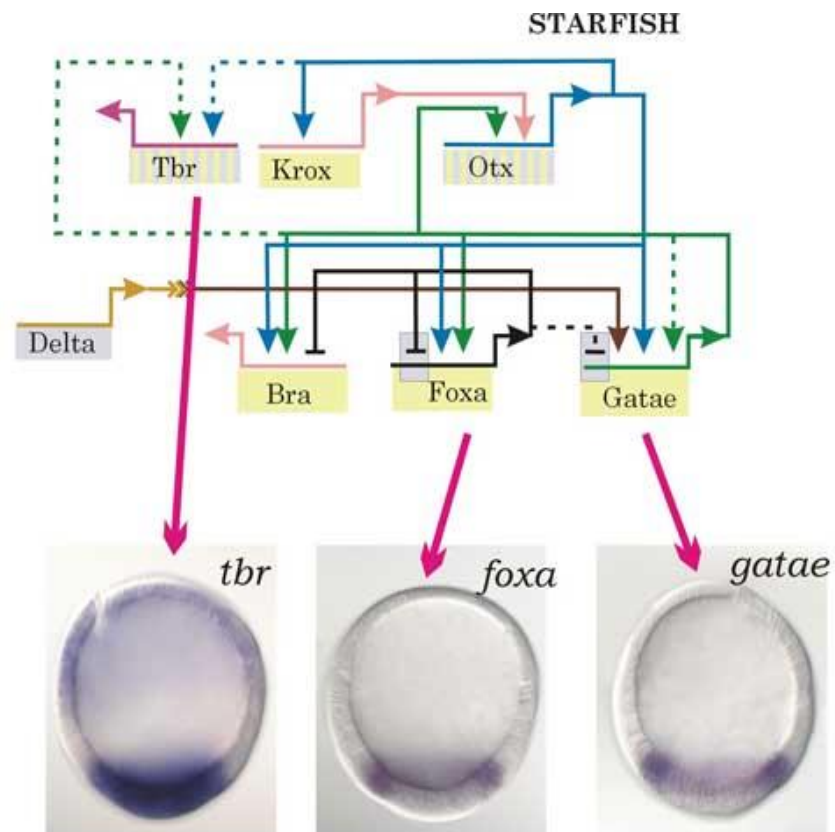 STARFISH
Tbr
Krox
Otx
Delta
Bra
Foxa
Gatae
tbr
foxa
gatae